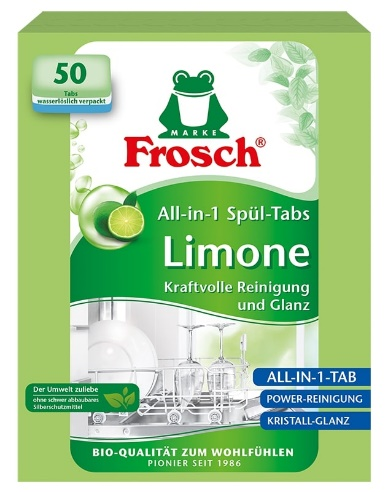 50
Tabs
wasserlöslich verpackt
MARKE
Frosch®
All-in-1 Spül-Tabs
Limone
Kraftvolle Reinigung
und Glanz
Der Umwelt zuliebe
ohne schwer abbaubares
Silberschutzmittel
ALL-IN-1-TAB
POWER-REINIGUNG
KRISTALL-GLANZ
BIO-QUALITÄT ZUM WOHLFÜHLEN
PIONIER SEIT 1986